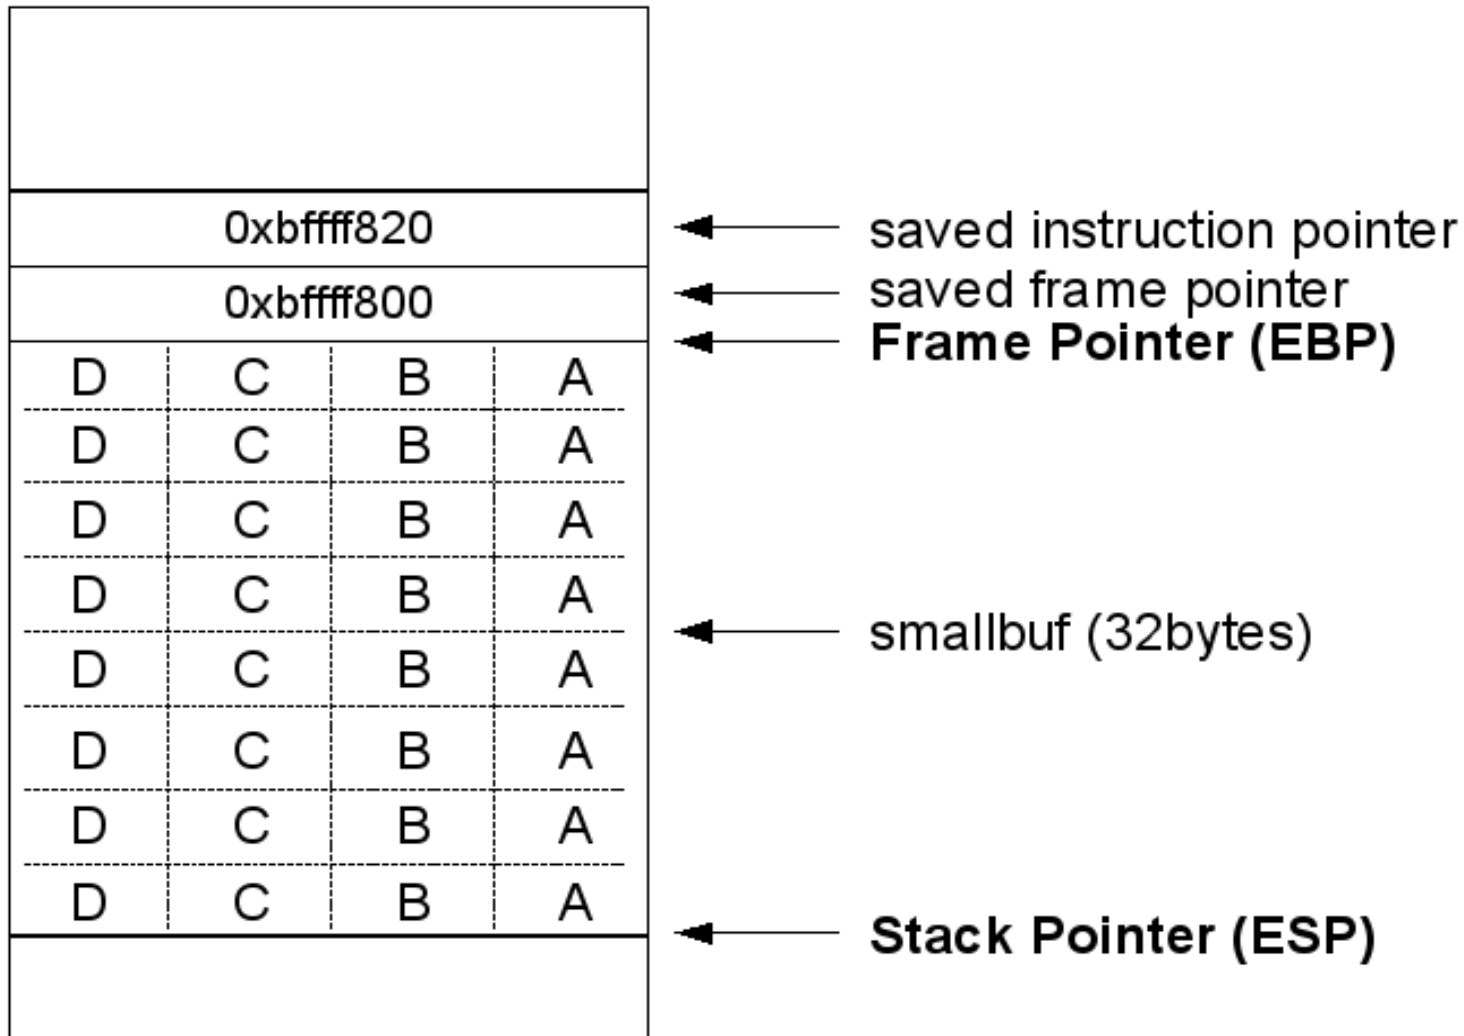 0xbffff820
saved instruction pointer
0xbffff800
saved frame pointer
Frame Pointer (EBP)
D C B A
D C B A
D C B A
D C B A
smallbuf (32bytes)
D C B A
D C B A
D C B A
D C B A
Stack Pointer (ESP)